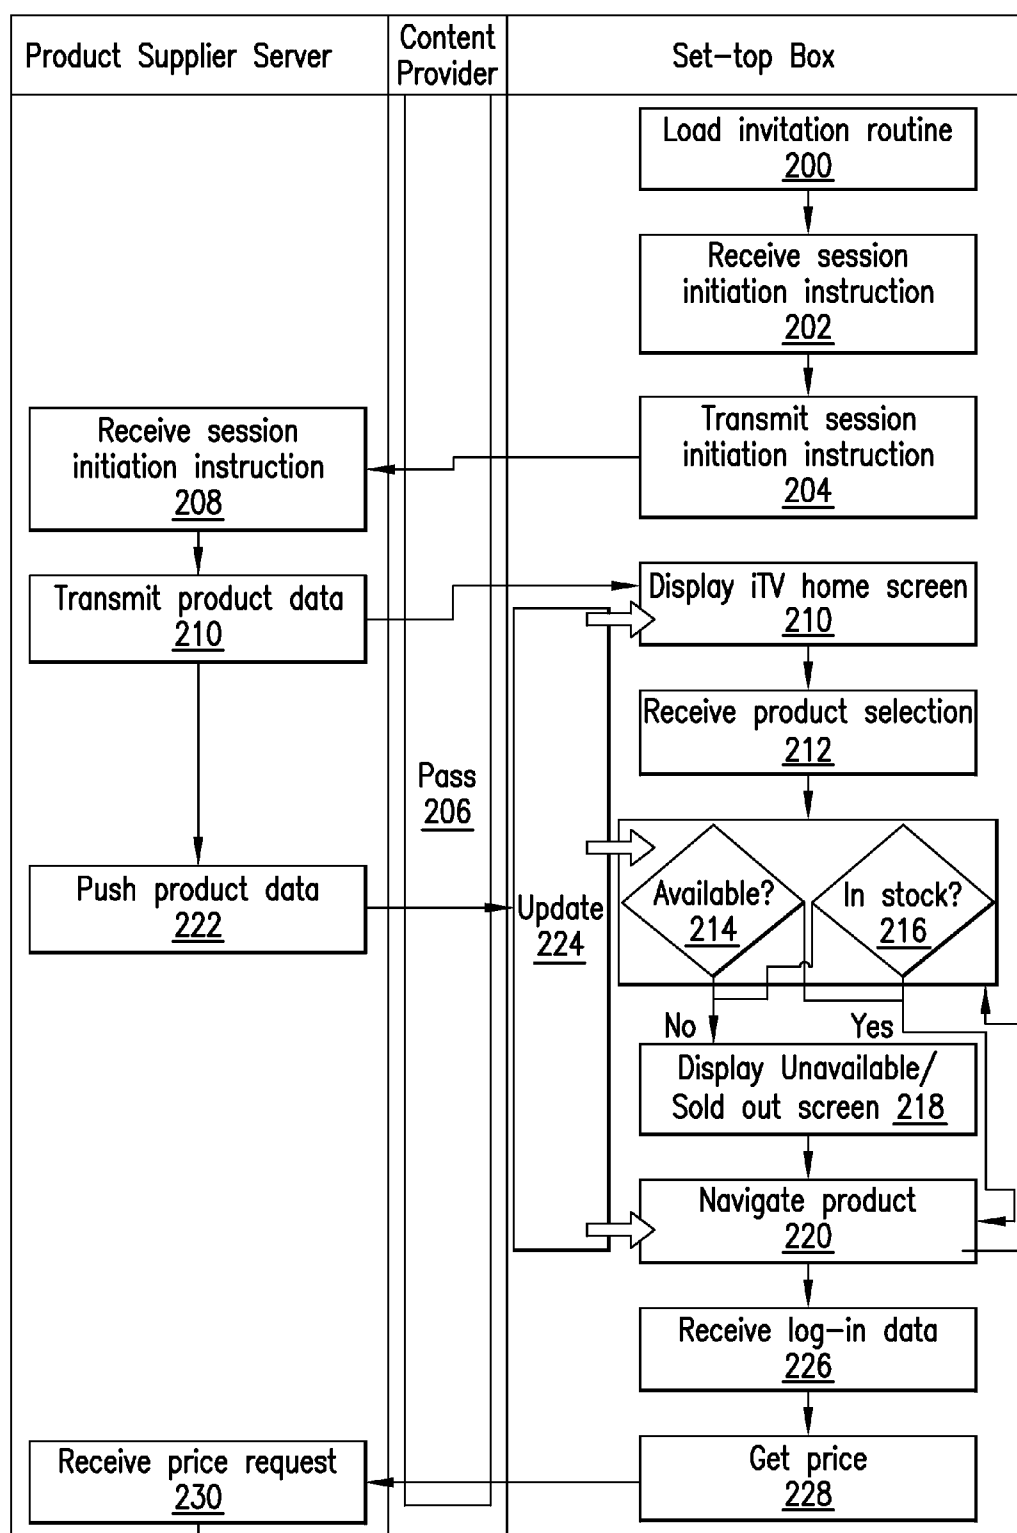 Product Supplier Server
Content
Provider
Set-top Box
Load invitation routine
200
Receive session
initiation instruction
202
Transmit session
initiation instruction
204
Receive session
initiation instruction
208
Transmit product data
210
Display iTV home screen
210
Receive product selection
212
Pass
206
Push product data
222
Update
224
Available?
214
In stock?
216
No
Yes
Display Unavailable/
Sold out screen 218
Navigate product
220
Receive log-in data
226
Get price
228
Receive price request
230